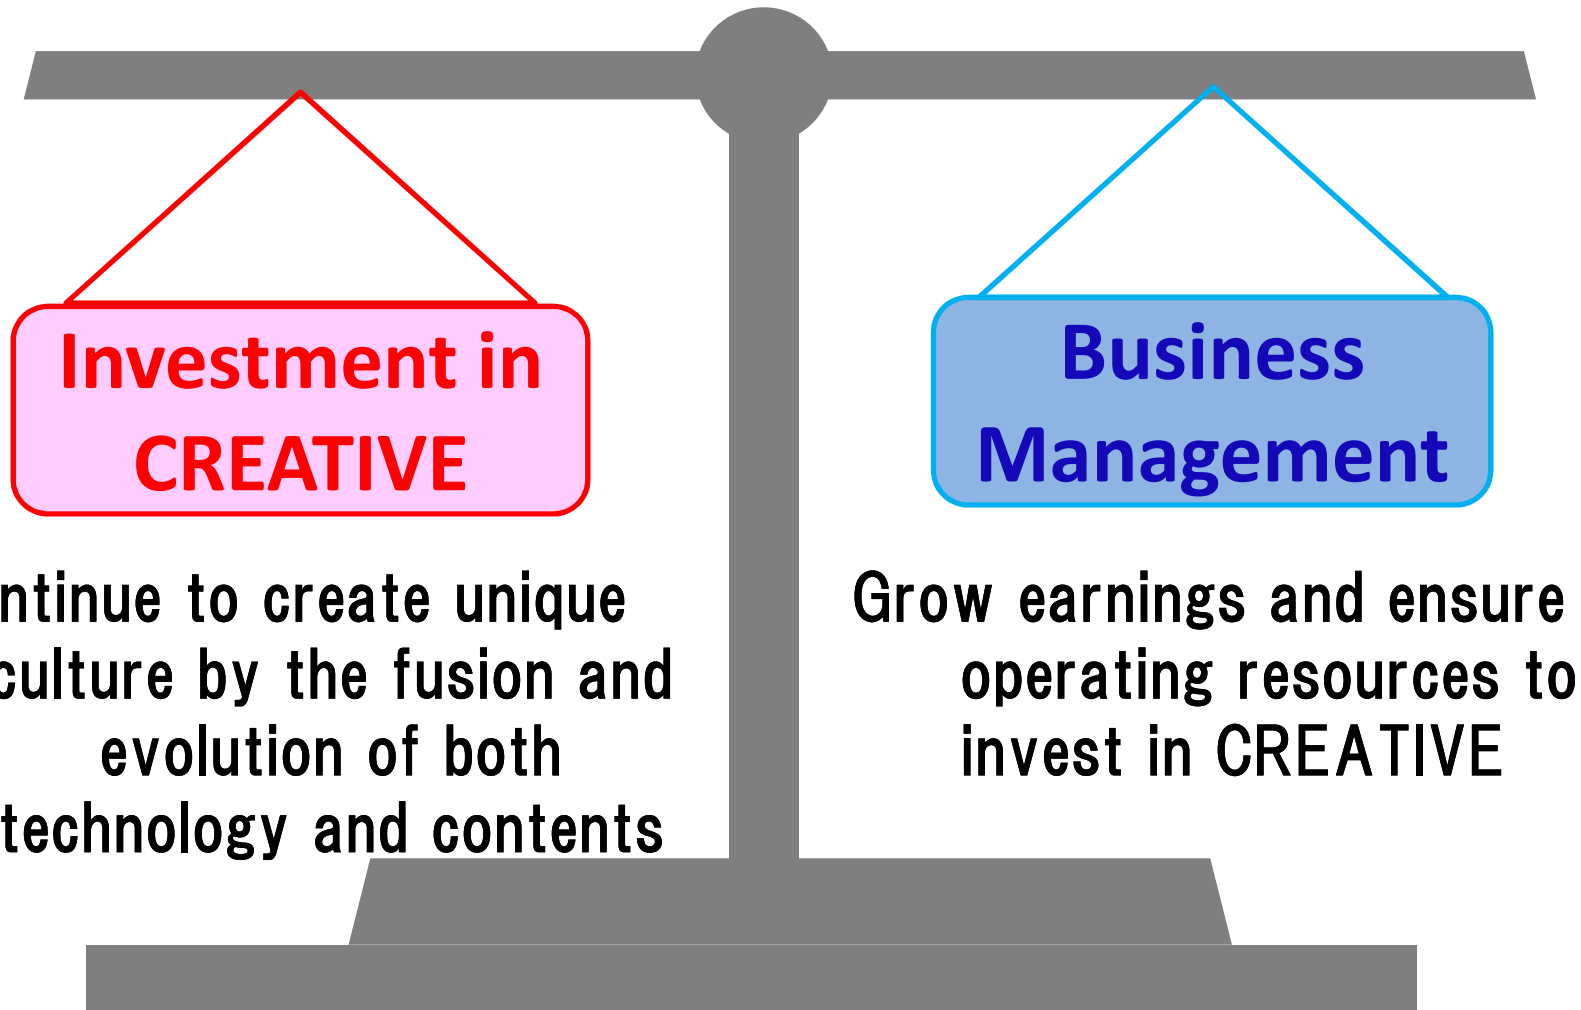 Investment in
CREATIVE
Business
Management
ntinue to create unique
culture by the fusion and
evolution of both
technology and contents
Grow earnings and ensure
operating resources to
invest in CREATIVE